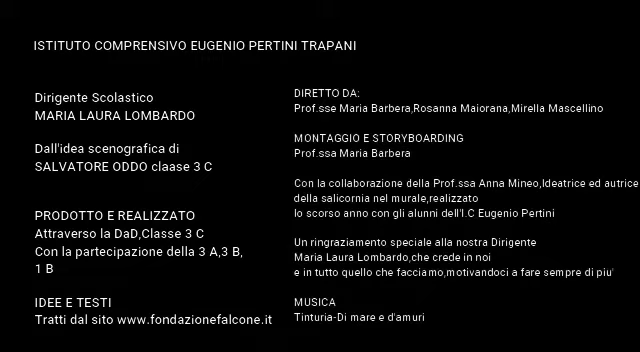 ISTITUTO COMPRENSIVO EUGENIO PERTINI TRAPANI
Dirigente Scolastico
MARIA LAURA LOMBARDO
Dall'idea scenografica di
SALVATORE ODDO claase 3 C
PRODOTTO E REALIZZATO
Attraverso la DaD,Classe 3 C
Con la partecipazione della 3 A,3 B,
1 B
IDEE E TESTI
Tratti dal sito www.fondazionefalcone.it
DIRETTO DA:
Prof.sse Maria Barbera,Rosanna Maiorana,Mirella Mascellino
MONTAGGIO E STORYBOARDING
Prof.ssa Maria Barbera
Con la collaborazione della Prof.ssa Anna Mineo,Ideatrice ed autrice
della salicornia nel murale,realizzato
lo scorso anno con gli alunni dell'I.C Eugenio Pertini
Un ringraziamento speciale alla nostra Dirigente
Maria Laura Lombardo,che crede in noi
e in tutto quello che facciamo,motivandoci a fare sempre di piu'
MUSICA
Tinturia-Di mare e d'amuri